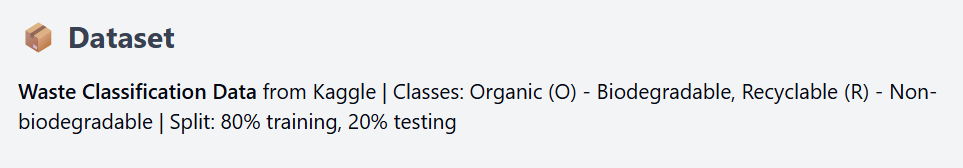 Dataset
Waste Classification Data from Kaggle | Classes: Organic (O) - Biodegradable, Recyclable (R) - Non-
biodegradable | Split: 80% training, 20% testing